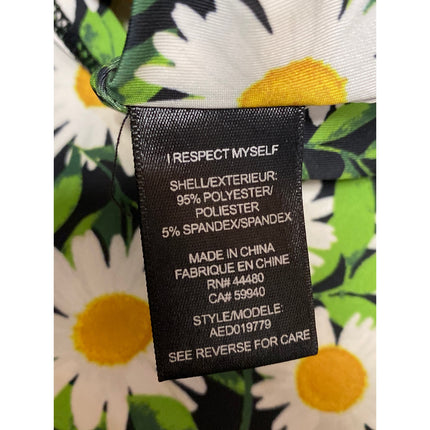 I RESPECT MYSELF
SHELL/EXTERIEUR:
95% POLYESTER/
POLIESTER
5% SPANDEX/SPANDEX
MADE IN CHINA
FABRIQUE EN CHINE
RN# 44480
CA# 59940
STYLE/MODELE:
AED019779
SEE REVERSE FOR CARE